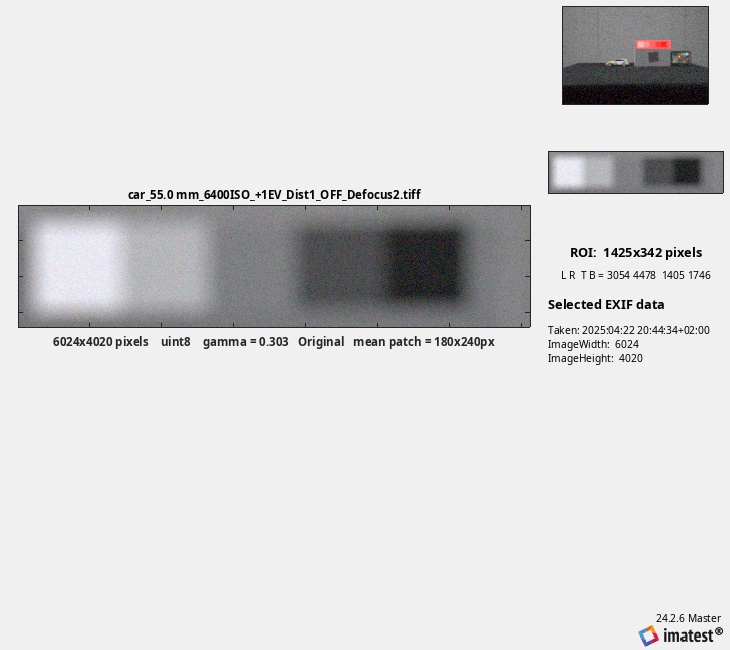 car_55.0 mm_6400ISO_+1EV_Dist1_OFF_Defocus2.tiff
6024x4020 pixels uint8 gamma = 0.303 Original mean patch = 180x240px
ROI: 1425x342 pixels
L R T B = 3054 4478 1405 1746
Selected EXIF data
Taken: 2025:04:22 20:44:34+02:00
ImageWidth: 6024
ImageHeight: 4020
24.2.6 Master
imatest®